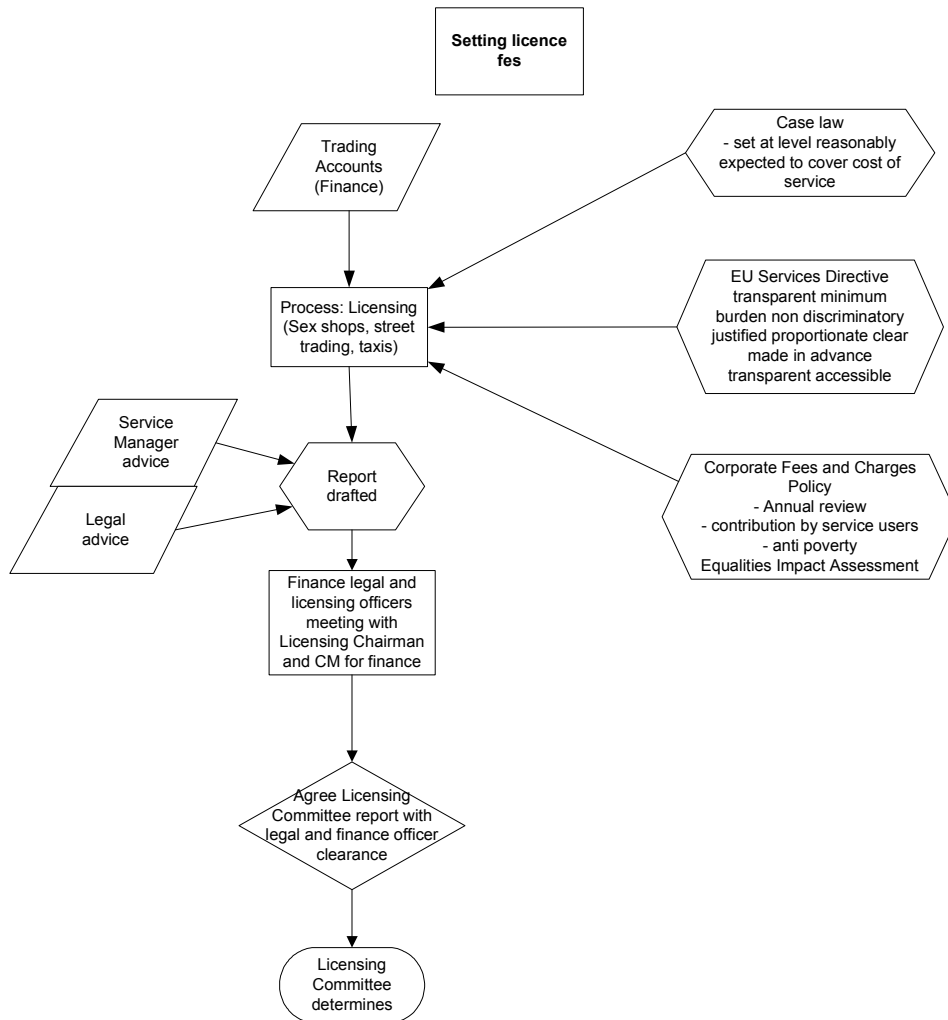 Setting licence
fes
Trading
Accounts
(Finance)
Case law
- set at level reasonably
expected to cover cost of
service
Process: Licensing
(Sex shops, street
trading, taxis)
EU Services Directive
transparent minimum
burden non discriminatory
justified proportionate clear
made in advance
transparent accessible
Service
Manager
advice
Legal
advice
Report
drafted
Corporate Fees and Charges
Policy
- Annual review
- contribution by service users
- anti poverty
Equalities Impact Assessment
Finance legal and
licensing officers
meeting with
Licensing Chairman
and CM for finance
Agree Licensing
Committee report with
legal and finance officer
clearance
Licensing
Committee
determines